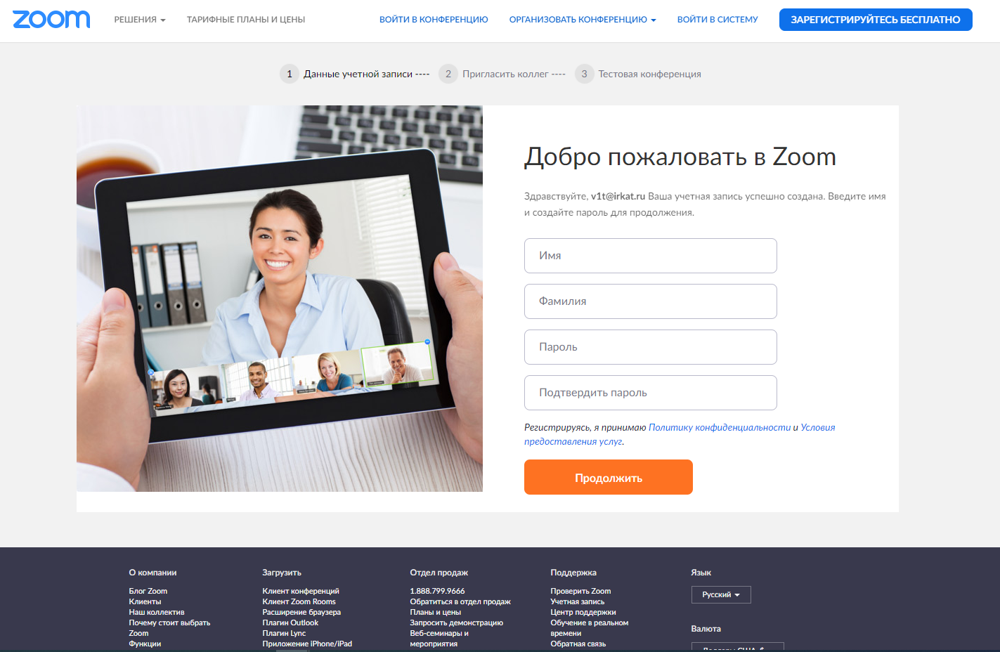 zoom
РЕШЕНИЯ
ТАРИФНЫЕ ПЛАНЫ И ЦЕНЫ
ВОЙТИ В КОНФЕРЕНЦИЮ
ОРГАНИЗОВАТЬ КОНФЕРЕНЦИЮ
ВОЙТИ В СИСТЕМУ
ЗАРЕГИСТРИРУЙТЕСЬ БЕСПЛАТНО
1 Данные учетной записи ---- 2 Пригласить коллег ---- 3 Тестовая конференция
Добро пожаловать в Zoom
Здравствуйте, v1t@irkat.ru Ваша учетная запись успешно создана. Введите имя
и создайте пароль для продолжения.
Имя
Фамилия
Пароль
Подтвердить пароль
Регистрируясь, я принимаю Политику конфиденциальности и Условия
предоставления услуг.
Продолжить
О компании
Блог Zoom
Клиенты
Наш коллектив
Почему стоит выбрать
Zoom
Функции
Загрузить
Клиент конференций
Клиент Zoom Rooms
Расширение браузера
Плагин Outlook
Плагин Lync
Приложение iPhone/iPad
Отдел продаж
1.888.799.9666
Обратиться в отдел продаж
Планы и цены
Запросить демонстрацию
Веб-семинары и
мероприятия
Поддержка
Проверить Zoom
Учетная запись
Центр поддержки
Обучение в реальном
времени
Обратная связь
Язык
Русский
Валюта
Доллары США $